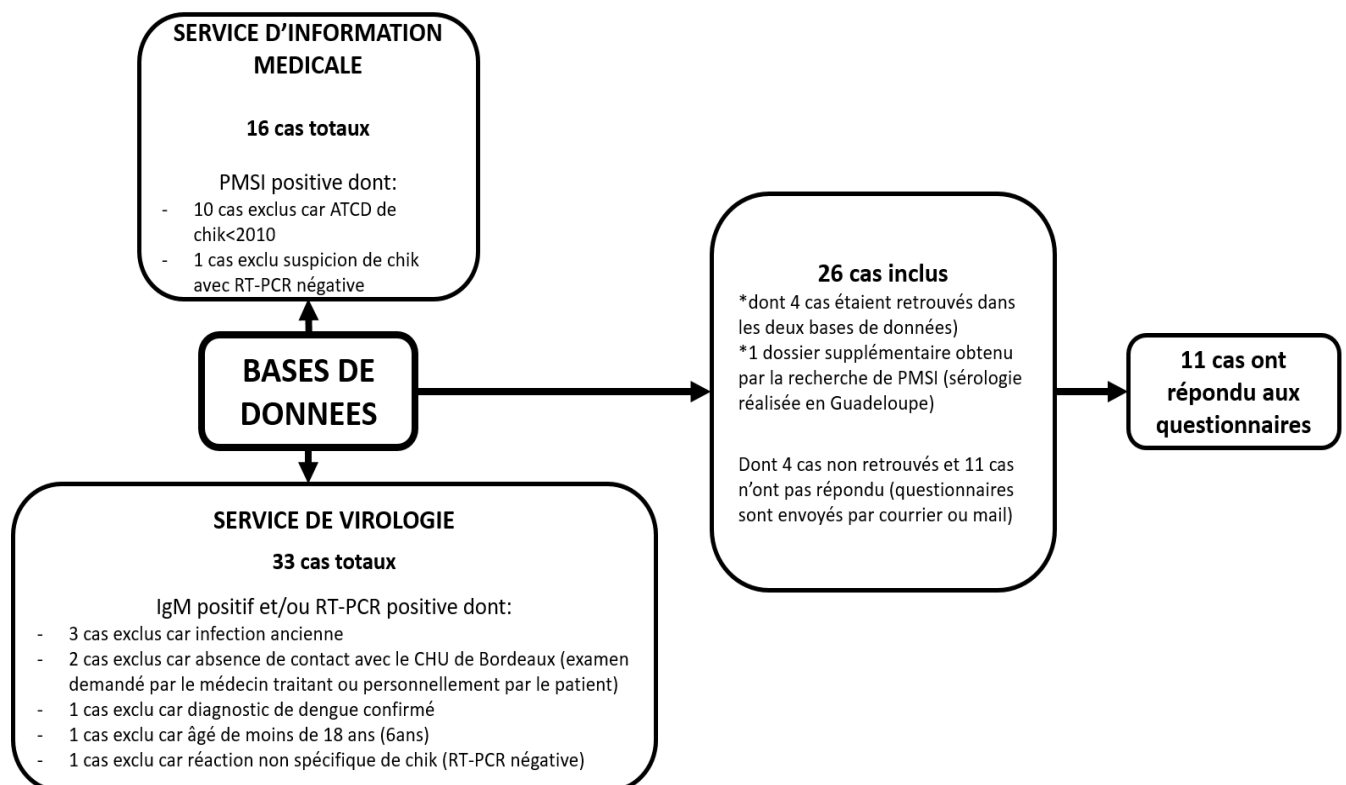 SERVICE D'INFORMATION
MEDICALE
16 cas totaux
PMSI positive dont:
- 10 cas exclus car ATCD de
chik<2010
- 1 cas exclu suspicion de chik
avec RT-PCR négative
BASES DE
DONNEES
SERVICE DE VIROLOGIE
33 cas totaux
IgM positif et/ou RT-PCR positive dont:
- 3 cas exclus car infection ancienne
- 2 cas exclus car absence de contact avec le CHU de Bordeaux (examen
demandé par le médecin traitant ou personnellement par le patient)
- 1 cas exclu car diagnostic de dengue confirmé
- 1 cas exclu car âgé de moins de 18 ans (6ans)
- 1 cas exclu car réaction non spécifique de chik (RT-PCR négative)
26 cas inclus
*dont 4 cas étaient retrouvés dans
les deux bases de données)
*1 dossier supplémentaire obtenu
par la recherche de PMSI (sérologie
réalisée en Guadeloupe)
Dont 4 cas non retrouvés et 11 cas
n'ont pas répondu (questionnaires
sont envoyés par courrier ou mail)
11 cas ont
répondu aux
questionnaires